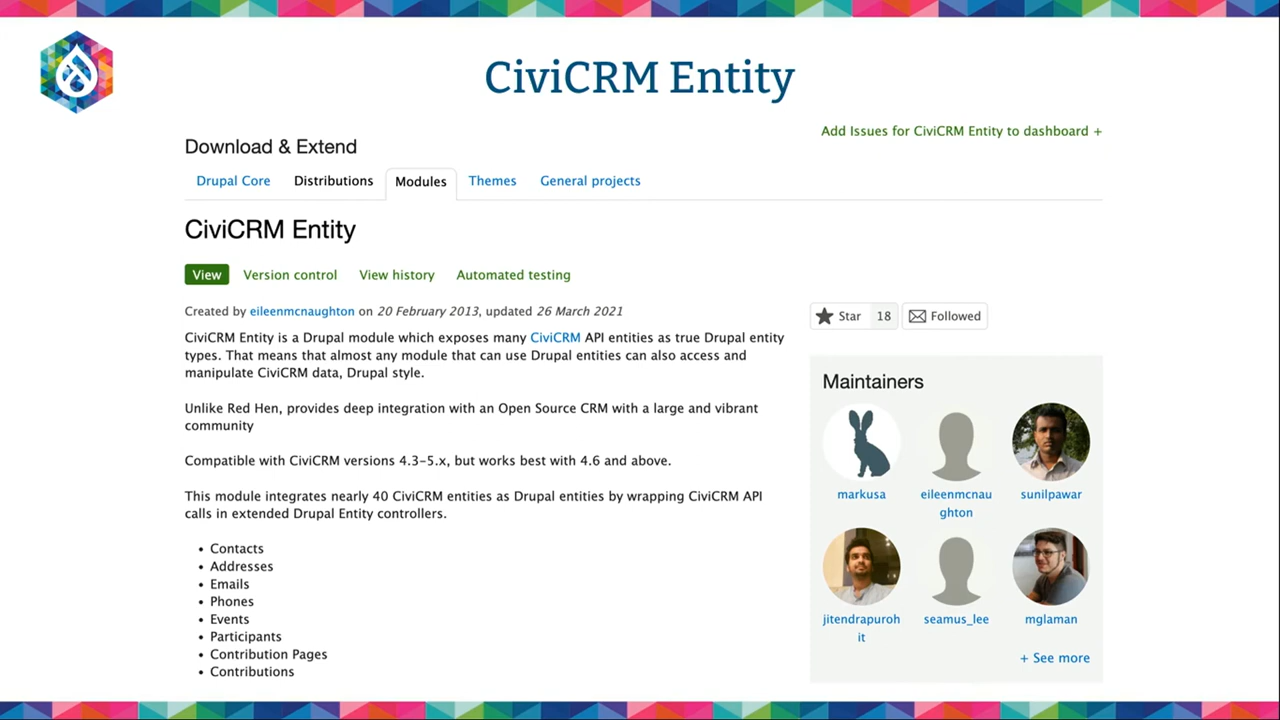 CiviCRM Entity
Add Issues for CiviCRM Entity to dashboard +
Download & Extend
Drupal Core Distributions Modules Themes General projects
CiviCRM Entity
View Version control View history Automated testing
Created by eileenmcnaughton on 20 February 2013, updated 26 March 2021
CiviCRM Entity is a Drupal module which exposes many CiviCRM API entities as true Drupal entity
types. That means that almost any module that can use Drupal entities can also access and
manipulate CiviCRM data, Drupal style.
Unlike Red Hen, provides deep integration with an Open Source CRM with a large and vibrant
community
Compatible with CiviCRM versions 4.3-5.x, but works best with 4.6 and above.
This module integrates nearly 40 CiviCRM entities as Drupal entities by wrapping CiviCRM API
calls in extended Drupal Entity controllers.
• Contacts
• Addresses
• Emails
• Phones
• Events
• Participants
• Contribution Pages
• Contributions
Star 18 Followed
Maintainers
markusa
eileenmcnau
ghton
sunilpawar
jitendrapuroh
it
seamus_lee
mglaman
+ See more